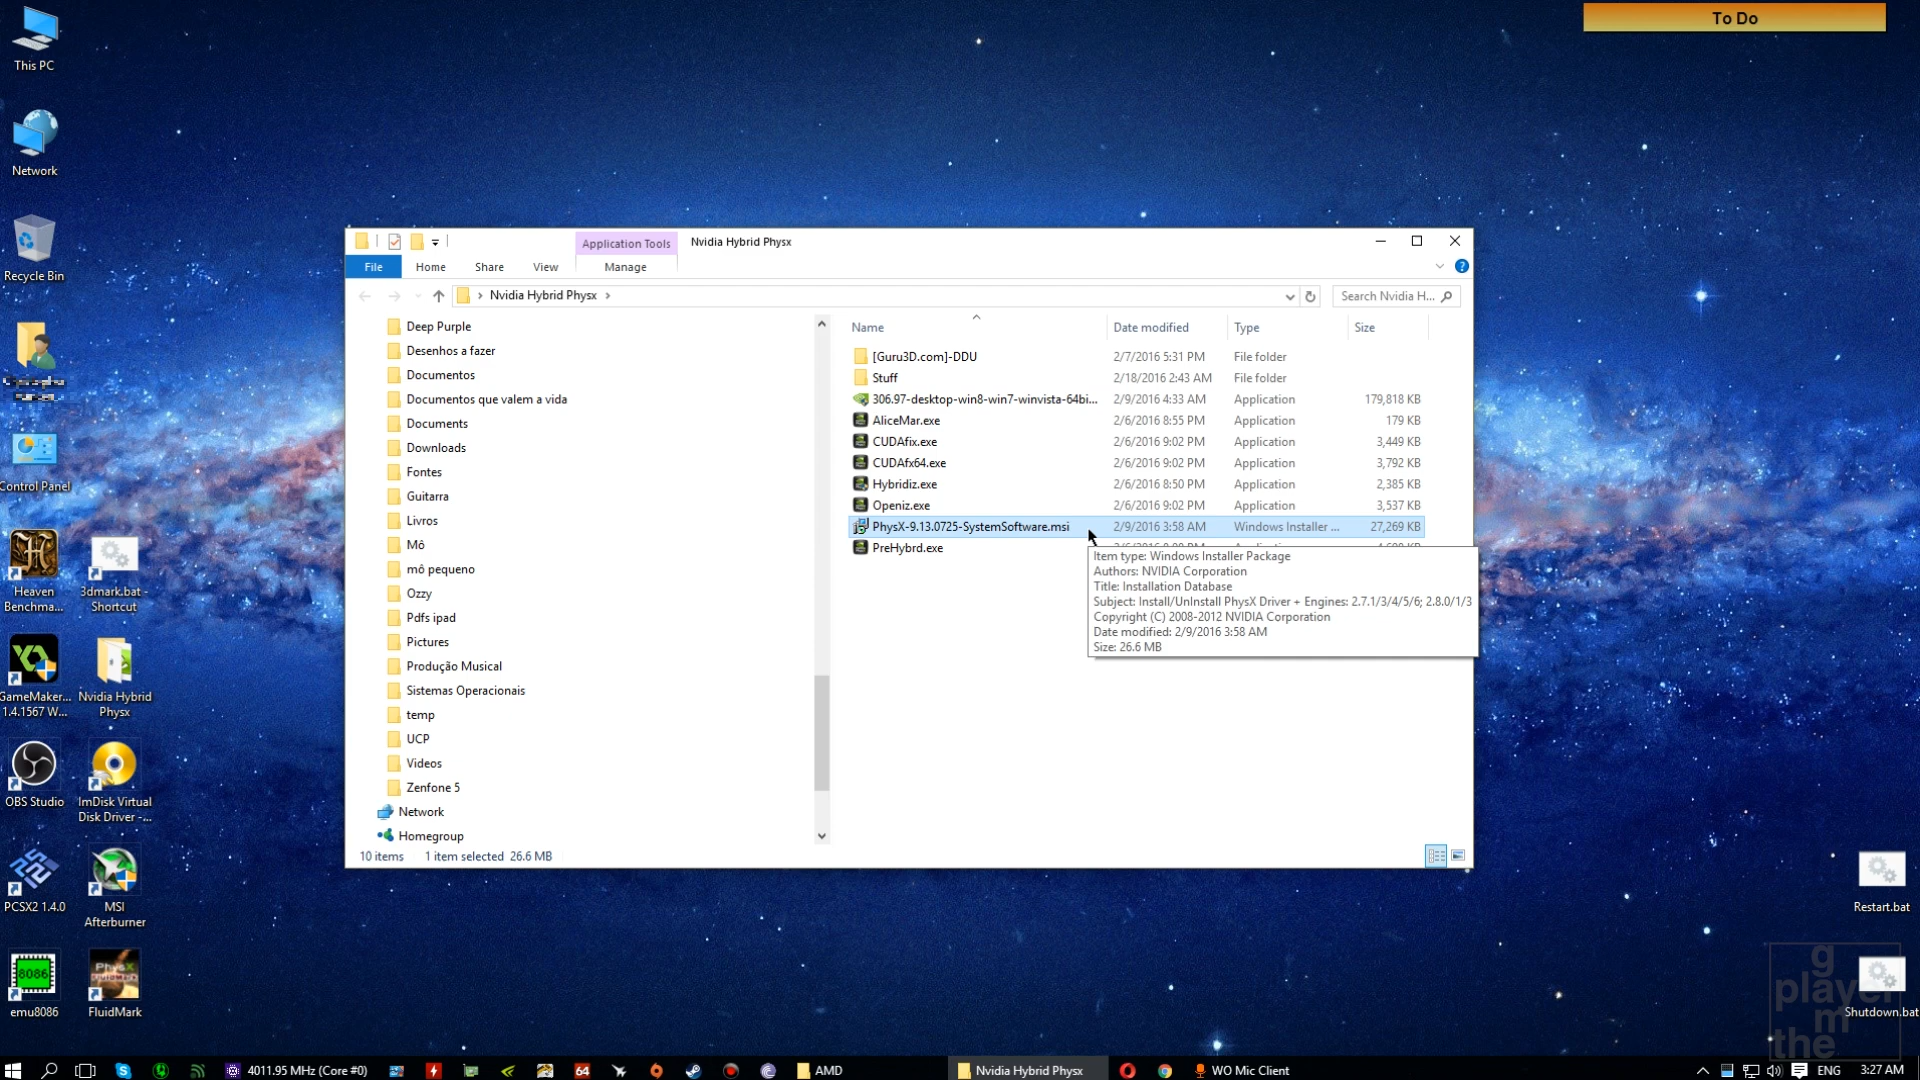 This PC
Network
Recycle Bin
Control Panel
Heaven
Benchma...
3dmark.bat -
Shortcut
GameMaker...
1.4.1567 W...
Nvidia Hybrid
Physx
OBS Studio
ImDisk Virtual
Disk Driver -...
PCSX2 1.4.0
MSI
Afterburner
8086
emu8086
PhysX
FluidMark
To Do
Application Tools
Nvidia Hybrid Physx
File
Home
Share
View
Manage
Nvidia Hybrid Physx
Search Nvidia H...
Deep Purple
Desenhos a fazer
Documentos
Documentos que valem a vida
Documents
Downloads
Fontes
Guitarra
Livros
Mô
mô pequeno
Ozzy
Pdfs ipad
Pictures
Produção Musical
Sistemas Operacionais
temp
UCP
Videos
Zenfone 5
Network
Homegroup
Name Date modified Type Size
[Guru3D.com]-DDU 2/7/2016 5:31 PM File folder
Stuff 2/18/2016 2:43 AM File folder
306.97-desktop-win8-win7-winvista-64bi... 2/9/2016 4:33 AM Application 179,818 KB
AliceMar.exe 2/6/2016 8:55 PM Application 179 KB
CUDAfix.exe 2/6/2016 9:02 PM Application 3,449 KB
CUDAfx64.exe 2/6/2016 9:02 PM Application 3,792 KB
Hybridiz.exe 2/6/2016 8:50 PM Application 2,385 KB
Openiz.exe 2/6/2016 9:02 PM Application 3,537 KB
PhysX-9.13.0725-SystemSoftware.msi 2/9/2016 3:58 AM Windows Installer ... 27,269 KB
PreHybrd.exe
Item type: Windows Installer Package
Authors: NVIDIA Corporation
Title: Installation Database
Subject: Install/UnInstall PhysX Driver + Engines: 2.7.1/3/4/5/6; 2.8.0/1/3
Copyright (C) 2008-2012 NVIDIA Corporation
Date modified: 2/9/2016 3:58 AM
Size: 26.6 MB
10 items 1 item selected 26.6 MB
Restart.bat
Shutdown.bat
4011.95 MHz (Core #0)
64
AMD
Nvidia Hybrid Physx
WO Mic Client
ENG
3:27 AM